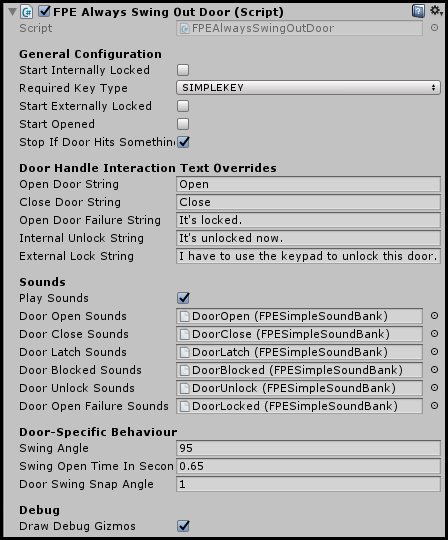 FPE Always Swing Out Door (Script)
Script FPEAlwaysSwingOutDoor
General Configuration
Start Internally Locked
Required Key Type SIMPLEKEY
Start Externally Locked
Start Opened
Stop If Door Hits Somethin
Door Handle Interaction Text Overrides
Open Door String Open
Close Door String Close
Open Door Failure String It's locked.
Internal Unlock String It's unlocked now.
External Lock String I have to use the keypad to unlock this door.
Sounds
Play Sounds
Door Open Sounds DoorOpen (FPESimpleSoundBank)
Door Close Sounds DoorClose (FPESimpleSoundBank)
Door Latch Sounds DoorLatch (FPESimpleSoundBank)
Door Blocked Sounds DoorBlocked (FPESimpleSoundBank)
Door Unlock Sounds DoorUnlock (FPESimpleSoundBank)
Door Open Failure Sounds DoorLocked (FPESimpleSoundBank)
Door-Specific Behaviour
Swing Angle 95
Swing Open Time In Secon 0.65
Door Swing Snap Angle 1
Debug
Draw Debug Gizmos